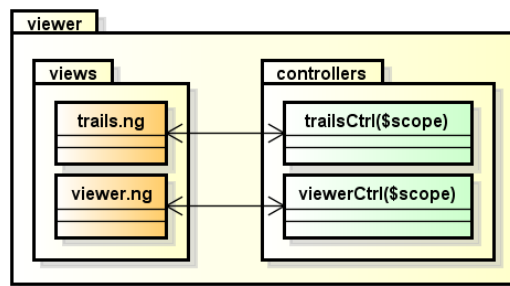 viewer
views
controllers
trails.ng
trailsCtrl($scope)
viewer.ng
viewerCtrl($scope)